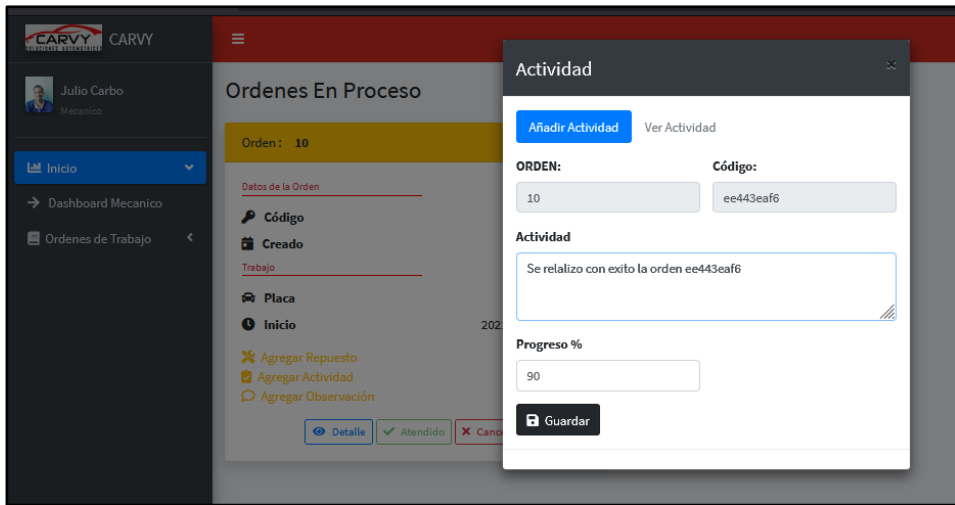 CARVY CARVY
SOLUCIONES AUTOMOTRICES
Julio Carbo
Mecanico
Inicio
Dashboard Mecanico
Ordenes de Trabajo
Ordenes En Proceso
Orden: 10
Datos de la Orden
Código
Creado
Trabajo
Placa
Inicio 202
Agregar Repuesto
Agregar Actividad
Agregar Observación
Detalle Atendido Canc
Actividad ×
Añadir Actividad Ver Actividad
ORDEN: Código:
10 ee443eaf6
Actividad
Se relalizo con exito la orden ee443eaf6
Progreso %
90
Guardar